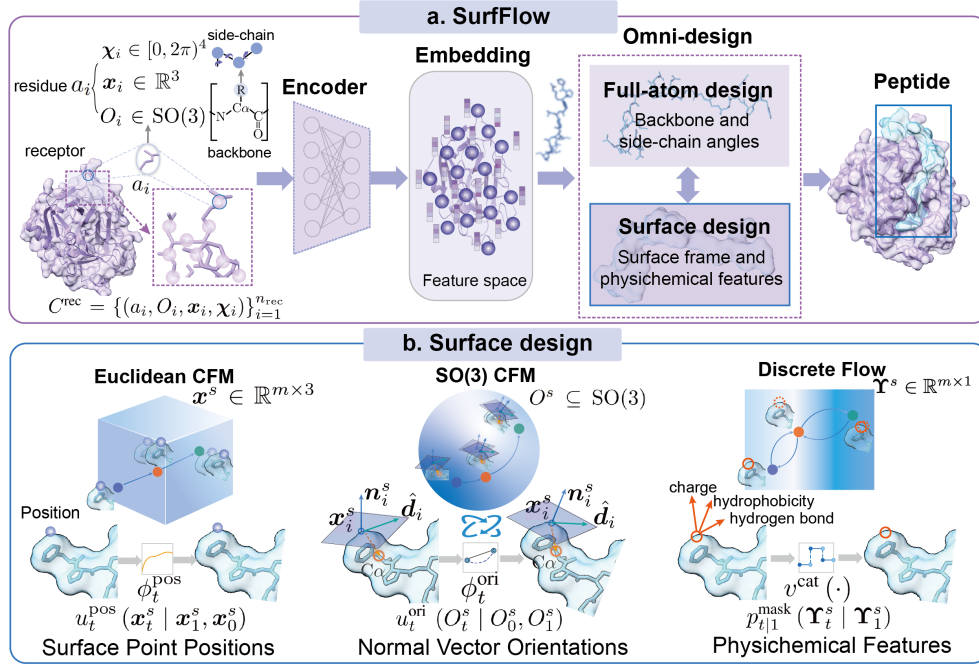 a. SurfFlow
χ_i ∈ [0, 2π)^4
side-chain
residue a_i
x_i ∈ ℝ^3
O_i ∈ SO(3)
R
N
Cα
C
O
backbone
receptor
a_i
C^rec = {(a_i, O_i, x_i, χ_i)}_{i=1}^{n_rec}
Encoder
Embedding
Feature space
Omni-design
Full-atom design
Backbone and
side-chain angles
Surface design
Surface frame and
physichemical features
Peptide
b. Surface design
Euclidean CFM
x^s ∈ ℝ^{m×3}
Position
ϕ_t^pos
u_t^pos (x_t^s | x_1^s, x_0^s)
Surface Point Positions
SO(3) CFM
O^s ⊆ SO(3)
n_i^s
x_i^s
d̂_i
Cα
n_i^s
x_i^s
d̂_i
Cα
ϕ_t^ori
u_t^ori (O_t^s | O_0^s, O_1^s)
Normal Vector Orientations
Discrete Flow
Υ^s ∈ ℝ^{m×1}
charge
hydrophobicity
hydrogen bond
v^cat (·)
p_{t|1}^mask (Υ_t^s | Υ_1^s)
Physichemical Features